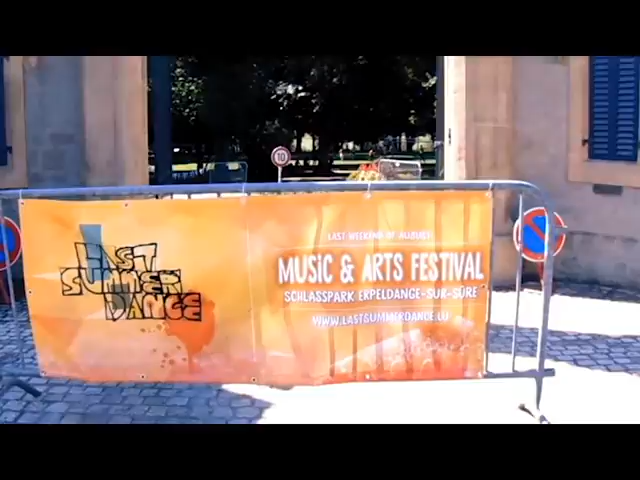 10
LAST WEEKEND OF AUGUST
LAST
SUMMER
DANCE
MUSIC & ARTS FESTIVAL
SCHLASSPARK ERPELDANGE-SUR-SÛRE
WWW.LASTSUMMERDANCE.LU